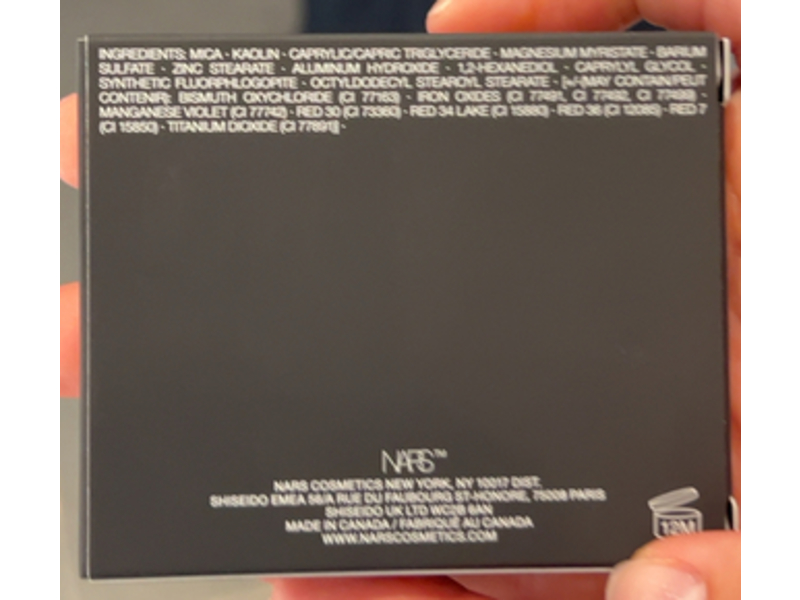 INGREDIENTS: MICA - KAOLIN - CAPRYLIC/CAPRIC TRIGLYCERIDE - MAGNESIUM MYRISTATE - BARIUM
SULFATE - ZINC STEARATE - ALUMINUM HYDROXIDE - 1,2-HEXANEDIOL - CAPRYLYL GLYCOL -
SYNTHETIC FLUORPHLOGOPITE - OCTYLDODECYL STEAROYL STEARATE - [+/-(MAY CONTAIN/PEUT
CONTENIR): BISMUTH OXYCHLORIDE (CI 77163) - IRON OXIDES (CI 77491, CI 77492, CI 77499) -
MANGANESE VIOLET (CI 77742) - RED 30 (CI 73360) - RED 34 LAKE (CI 15880) - RED 36 (CI 12085) - RED 7
(CI 15850) - TITANIUM DIOXIDE (CI 77891)] -
NARS™
NARS COSMETICS NEW YORK, NY 10017 DIST.
SHISEIDO EMEA 56/A RUE DU FAUBOURG ST-HONORE, 75008 PARIS
SHISEIDO UK LTD WC2B 6AN
MADE IN CANADA / FABRIQUÉ AU CANADA
WWW.NARSCOSMETICS.COM
12M